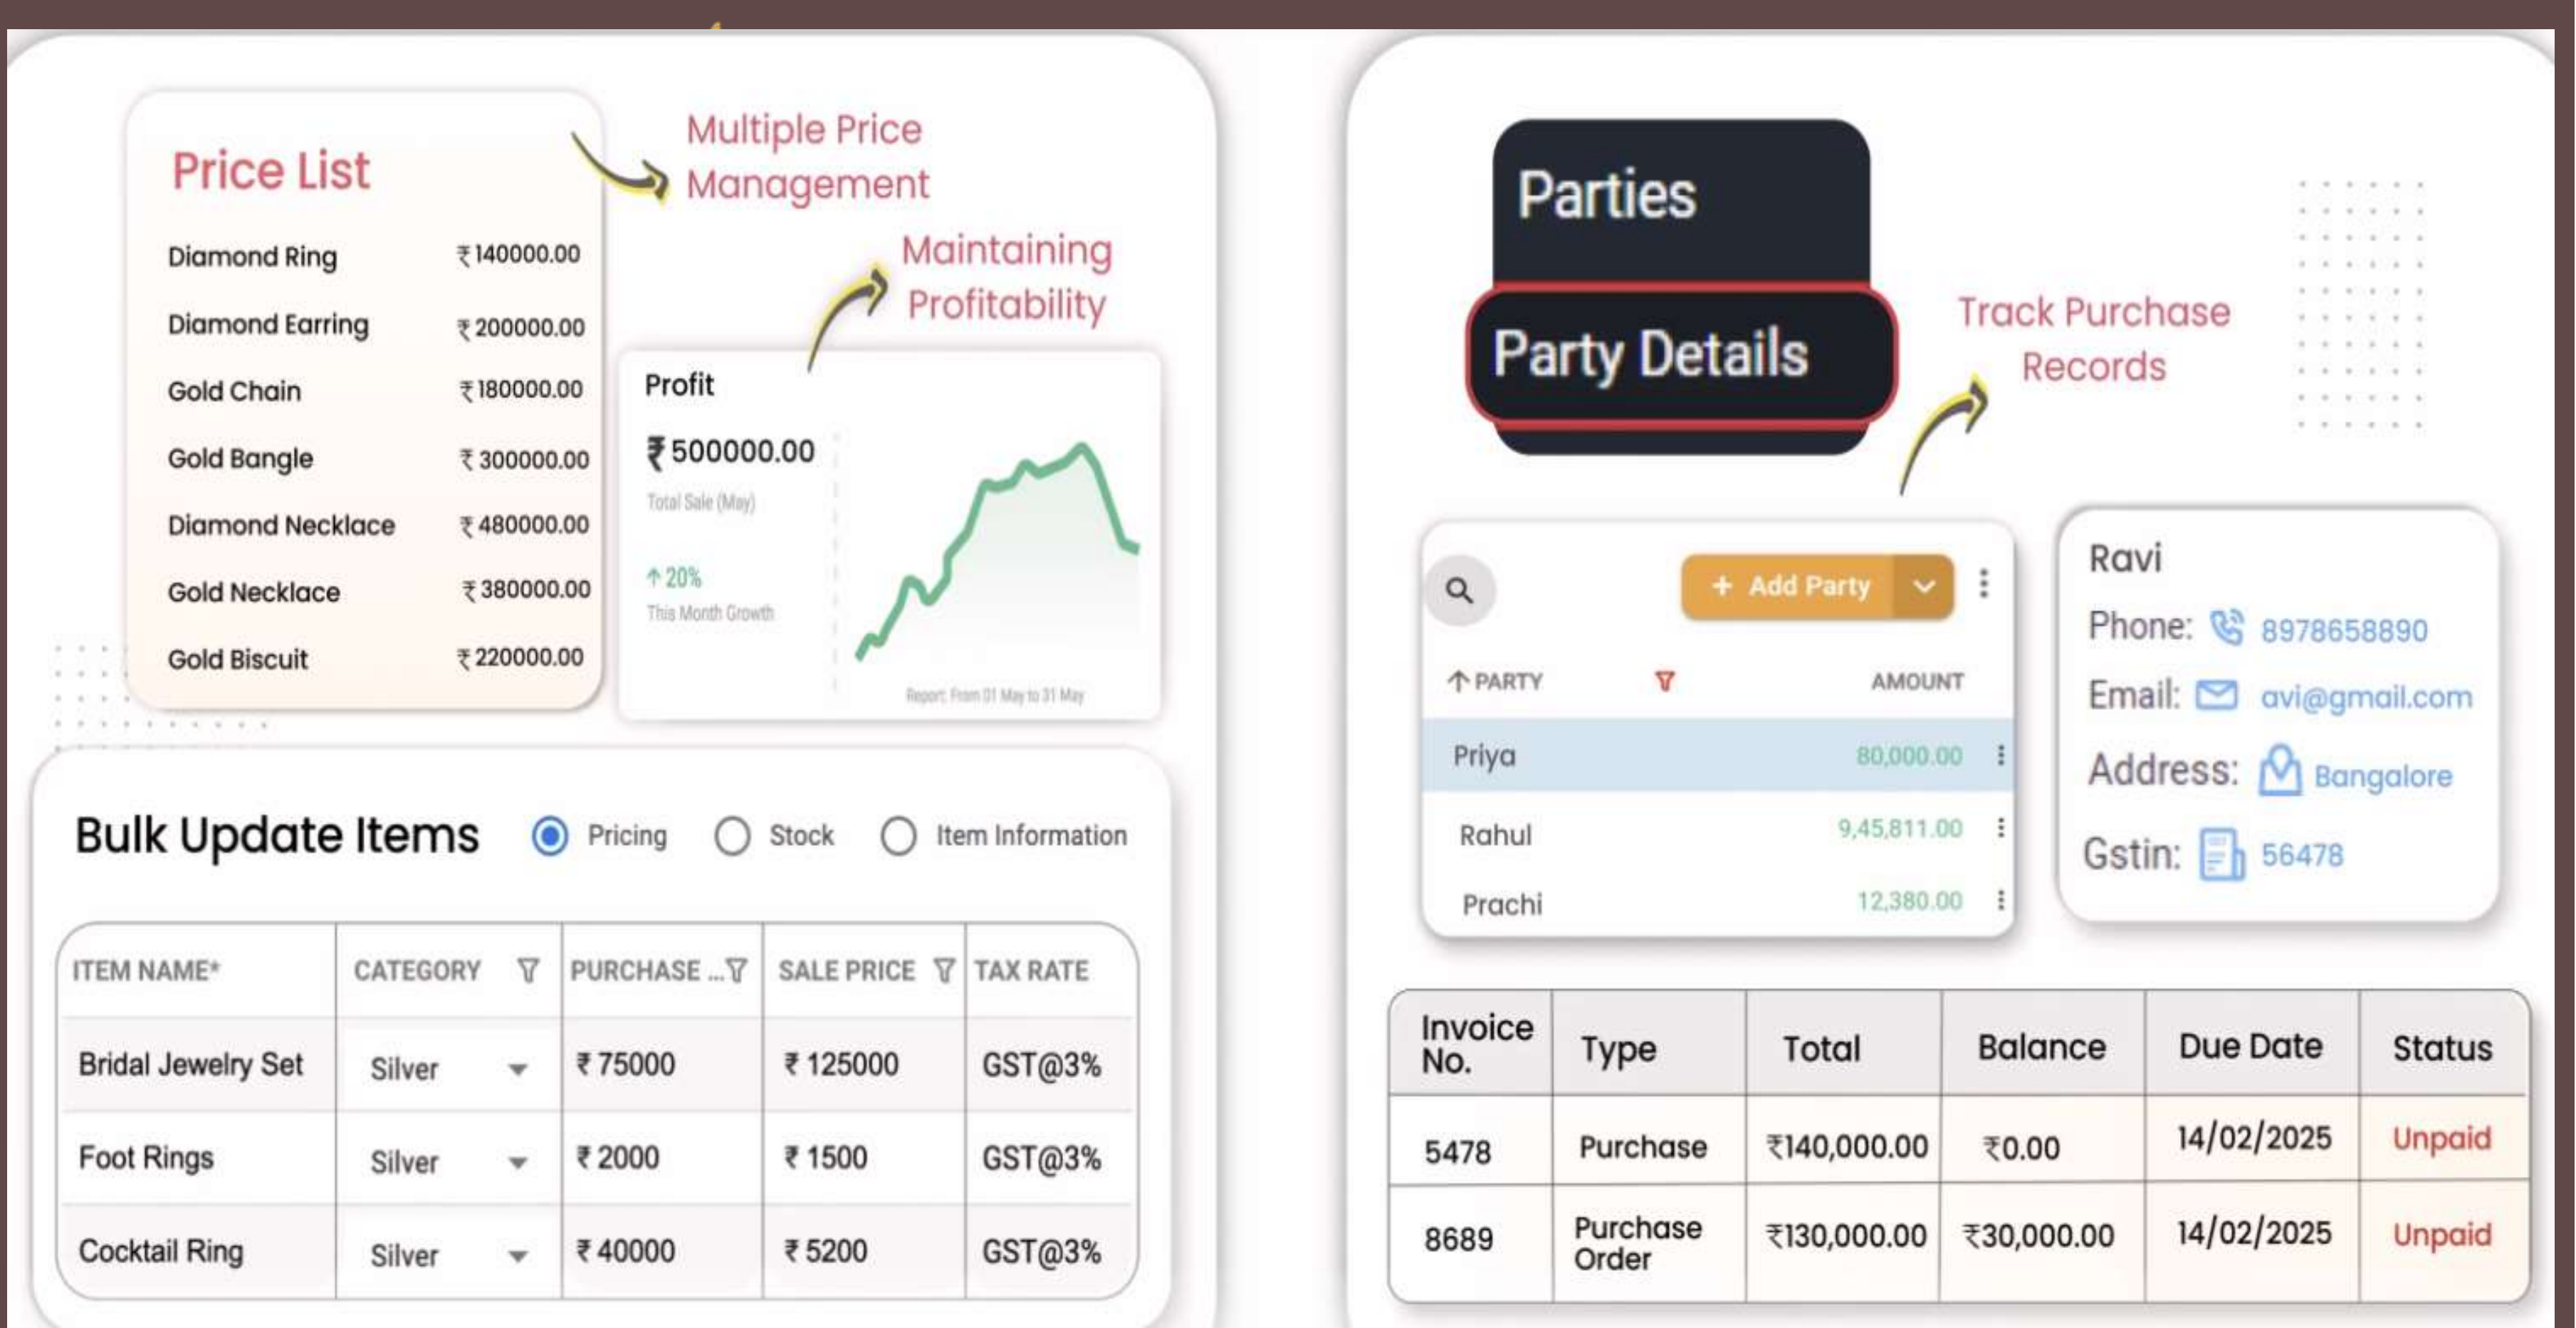 Price List
Diamond Ring ₹140000.00
Diamond Earring ₹200000.00
Gold Chain ₹180000.00
Gold Bangle ₹300000.00
Diamond Necklace ₹480000.00
Gold Necklace ₹380000.00
Gold Biscuit ₹220000.00
Multiple Price
Management
Maintaining
Profitability
Profit
₹500000.00
Total Sale (May)
↑ 20%
This Month Growth
Report: From 01 May to 31 May
Bulk Update Items Pricing Stock Item Information
ITEM NAME* CATEGORY PURCHASE ... SALE PRICE TAX RATE
Bridal Jewelry Set Silver ₹ 75000 ₹ 125000 GST@3%
Foot Rings Silver ₹ 2000 ₹ 1500 GST@3%
Cocktail Ring Silver ₹ 40000 ₹ 5200 GST@3%
Parties
Party Details
Track Purchase
Records
+ Add Party
↑ PARTY AMOUNT
Priya 80,000.00
Rahul 9,45,811.00
Prachi 12,380.00
Ravi
Phone: 8978658890
Email: avi@gmail.com
Address: Bangalore
Gstin: 56478
Invoice
No. Type Total Balance Due Date Status
5478 Purchase ₹140,000.00 ₹0.00 14/02/2025 Unpaid
8689 Purchase
Order ₹130,000.00 ₹30,000.00 14/02/2025 Unpaid